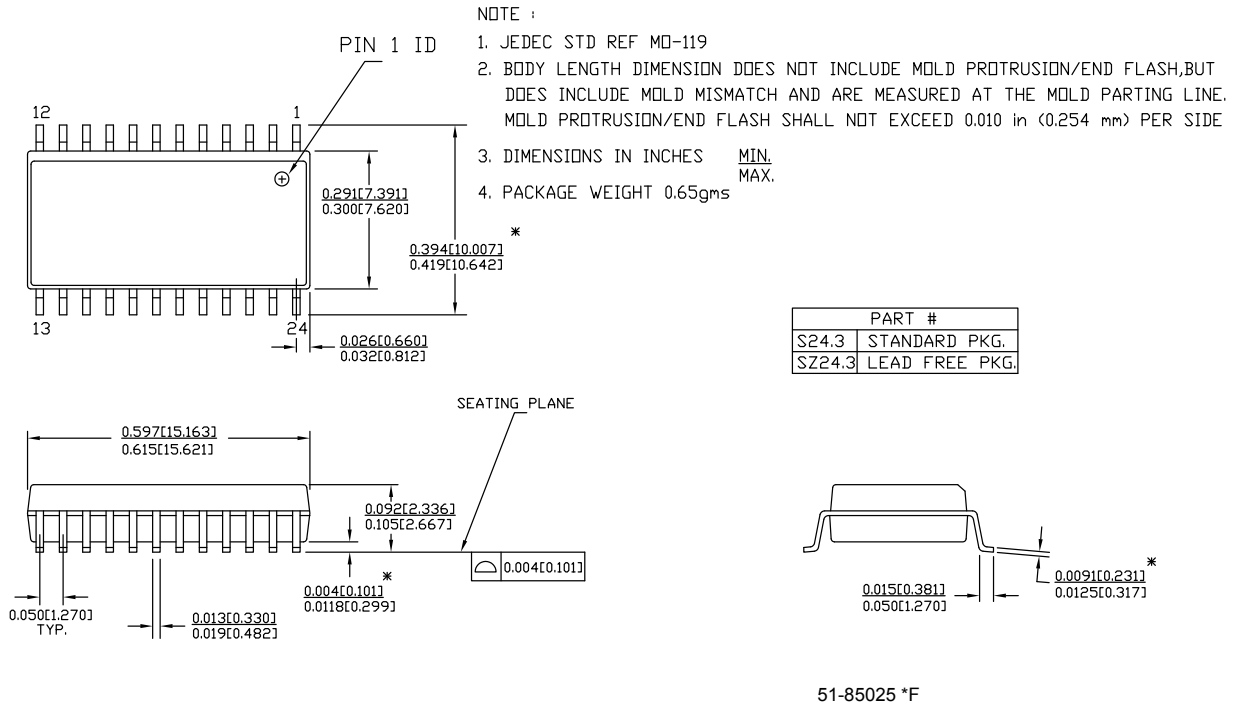 NOTE :
1. JEDEC STD REF MO-119
2. BODY LENGTH DIMENSION DOES NOT INCLUDE MOLD PROTRUSION/END FLASH,BUT
DOES INCLUDE MOLD MISMATCH AND ARE MEASURED AT THE MOLD PARTING LINE.
MOLD PROTRUSION/END FLASH SHALL NOT EXCEED 0.010 in (0.254 mm) PER SIDE
3. DIMENSIONS IN INCHES MIN.
MAX.
4. PACKAGE WEIGHT 0.65gms
PIN 1 ID
12 1
0.291[7.391]
0.300[7.620]
*
0.394[10.007]
0.419[10.642]
13 24
0.026[0.660]
0.032[0.812]
PART #
S24.3 STANDARD PKG.
SZ24.3 LEAD FREE PKG.
SEATING PLANE
0.597[15.163]
0.615[15.621]
0.092[2.336]
0.105[2.667]
0.004[0.101]
*
0.004[0.101]
0.0118[0.299]
0.050[1.270]
TYP.
0.013[0.330]
0.019[0.482]
*
0.0091[0.231]
0.0125[0.317]
0.015[0.381]
0.050[1.270]
51-85025 *F